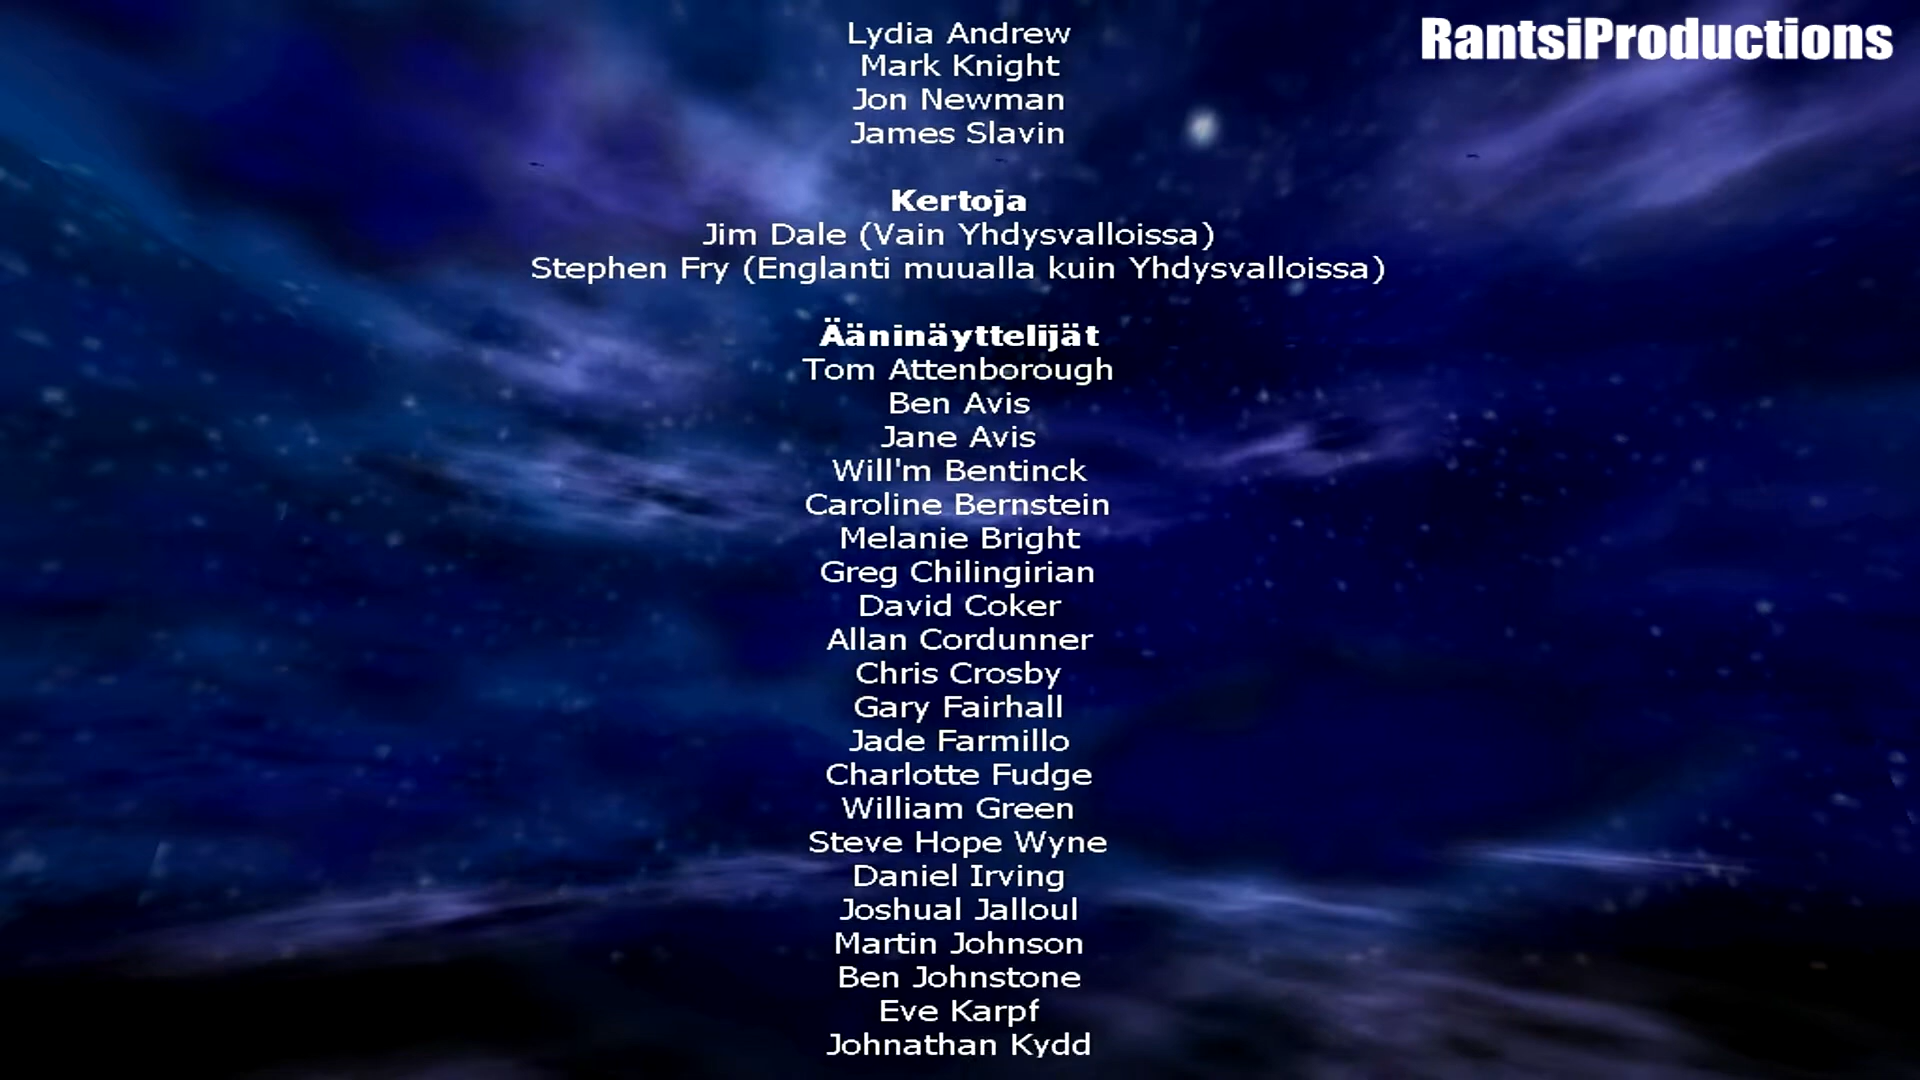 RantsiProductions
Lydia Andrew
Mark Knight
Jon Newman
James Slavin
Kertoja
Jim Dale (Vain Yhdysvalloissa)
Stephen Fry (Englanti muualla kuin Yhdysvalloissa)
Ääninäyttelijät
Tom Attenborough
Ben Avis
Jane Avis
Will'm Bentinck
Caroline Bernstein
Melanie Bright
Greg Chilingirian
David Coker
Allan Cordunner
Chris Crosby
Gary Fairhall
Jade Farmillo
Charlotte Fudge
William Green
Steve Hope Wyne
Daniel Irving
Joshual Jalloul
Martin Johnson
Ben Johnstone
Eve Karpf
Johnathan Kydd